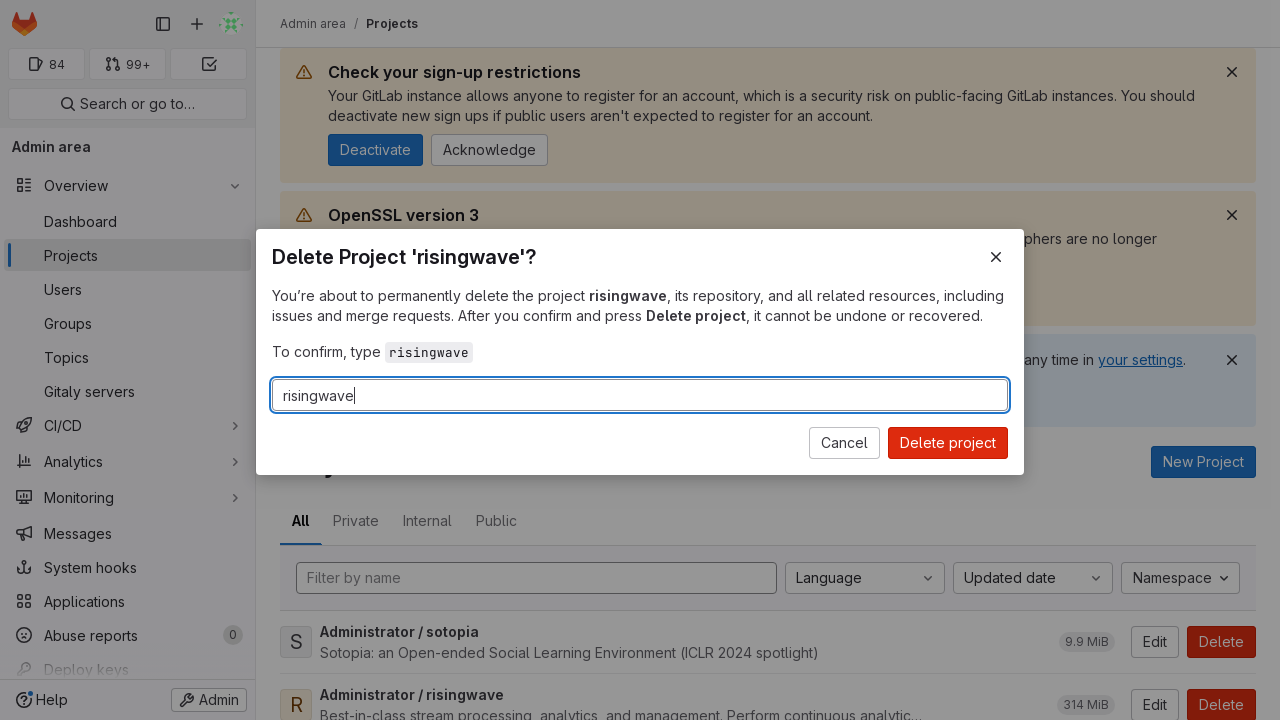 Admin area / Projects
84
99+
Search or go to…
Admin area
Overview
Dashboard
Projects
Users
Groups
Topics
Gitaly servers
CI/CD
Analytics
Monitoring
Messages
System hooks
Applications
Abuse reports
0
Deploy keys
Help
Admin
Check your sign-up restrictions
Your GitLab instance allows anyone to register for an account, which is a security risk on public-facing GitLab instances. You should
deactivate new sign ups if public users aren't expected to register for an account.
Deactivate
Acknowledge
OpenSSL version 3
phers are no longer
any time in your settings.
Delete Project 'risingwave'?
You’re about to permanently delete the project risingwave, its repository, and all related resources, including
issues and merge requests. After you confirm and press Delete project, it cannot be undone or recovered.
To confirm, type risingwave
risingwave
Cancel
Delete project
New Project
All
Private
Internal
Public
Filter by name
Language
Updated date
Namespace
S
Administrator / sotopia
Sotopia: an Open-ended Social Learning Environment (ICLR 2024 spotlight)
9.9 MiB
Edit
Delete
R
Administrator / risingwave
Best-in-class stream processing, analytics, and management. Perform continuous analytic…
314 MiB
Edit
Delete